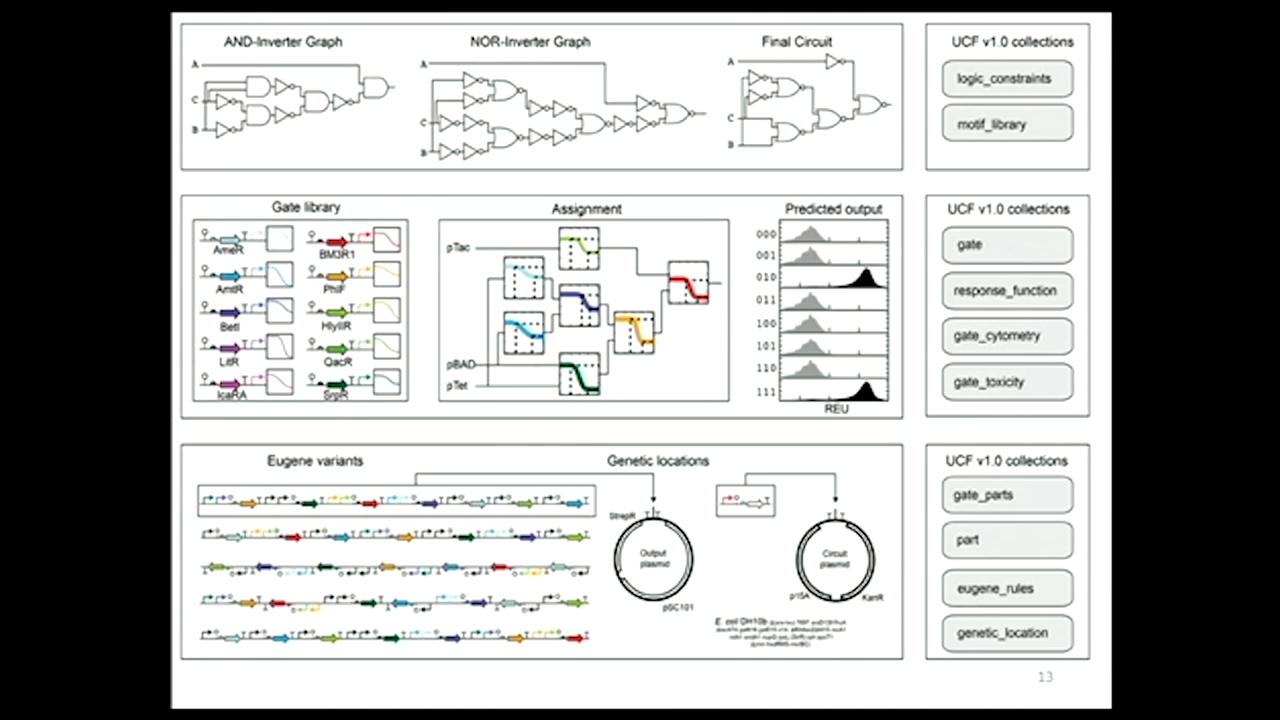 AND-Inverter Graph
NOR-Inverter Graph
Final Circuit
A
C
B
A
C
B
A
C
B
UCF v1.0 collections
logic_constraints
motif_library
Gate library
Assignment
Predicted output
AmeR
BM3R1
AmtR
PhlF
BetI
HlyIIR
LitR
QacR
IcaRA
SrpR
pTac
pBAD
pTet
000
001
010
011
100
101
110
111
REU
UCF v1.0 collections
gate
response_function
gate_cytometry
gate_toxicity
Eugene variants
Genetic locations
StrepR
Output
plasmid
pSC101
Circuit
plasmid
p15A
KanR
E. coli DH10b
UCF v1.0 collections
gate_parts
part
eugene_rules
genetic_location
13